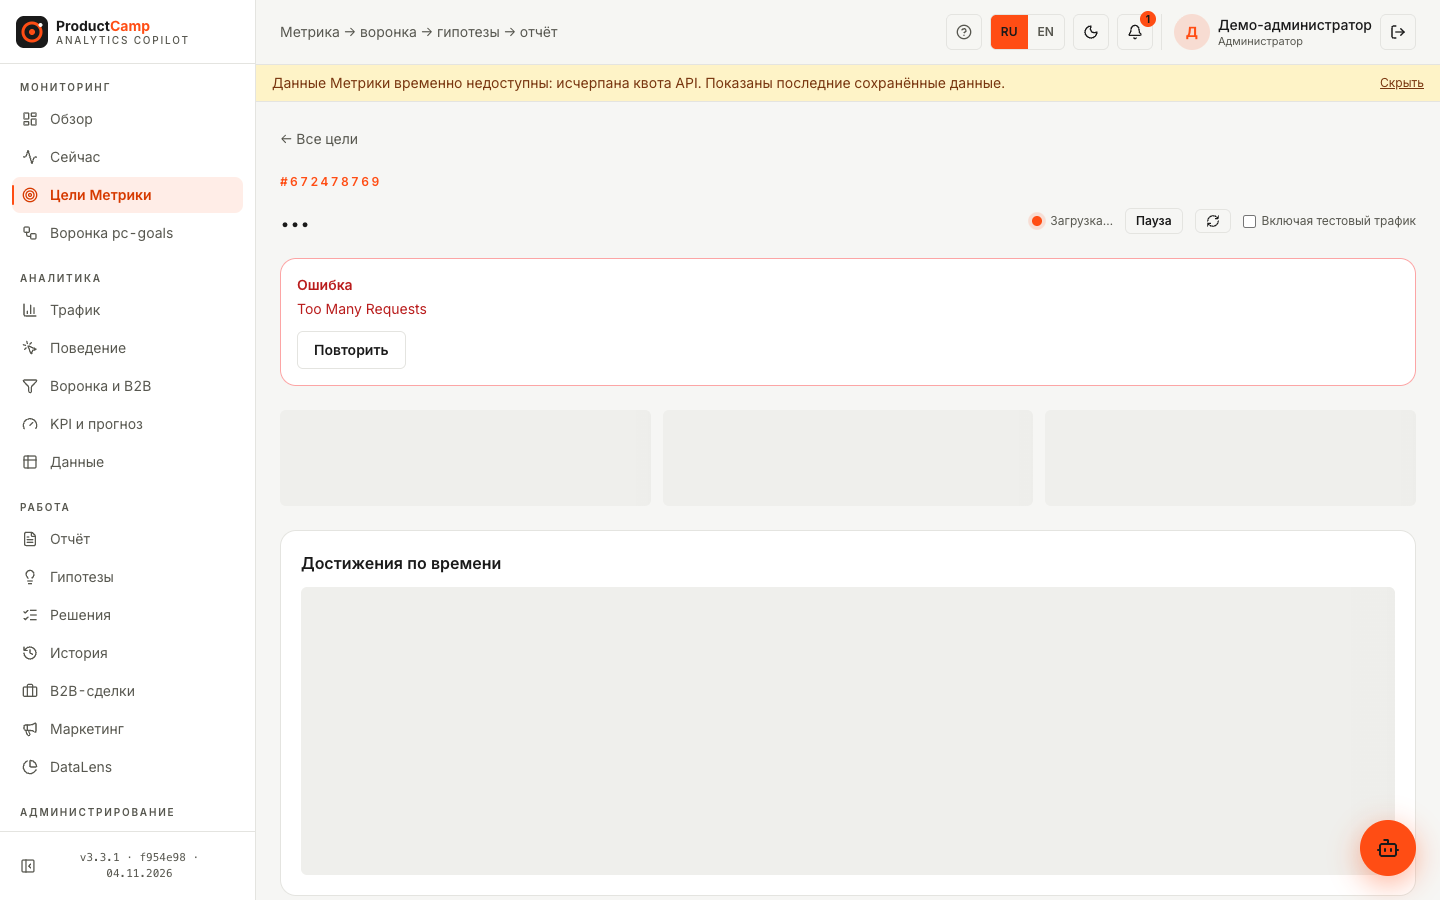 ProductCamp
ANALYTICS COPILOT
МОНИТОРИНГ
Обзор
Сейчас
Цели Метрики
Воронка pc-goals
АНАЛИТИКА
Трафик
Поведение
Воронка и B2B
KPI и прогноз
Данные
РАБОТА
Отчёт
Гипотезы
Решения
История
B2B-сделки
Маркетинг
DataLens
АДМИНИСТРИРОВАНИЕ
v3.3.1 · f954e98 ·
04.11.2026
Метрика → воронка → гипотезы → отчёт
RU EN
1
Д
Демо-администратор
Администратор
Данные Метрики временно недоступны: исчерпана квота API. Показаны последние сохранённые данные.
Скрыть
← Все цели
#672478769
...
Загрузка...
Пауза
Включая тестовый трафик
Ошибка
Too Many Requests
Повторить
Достижения по времени